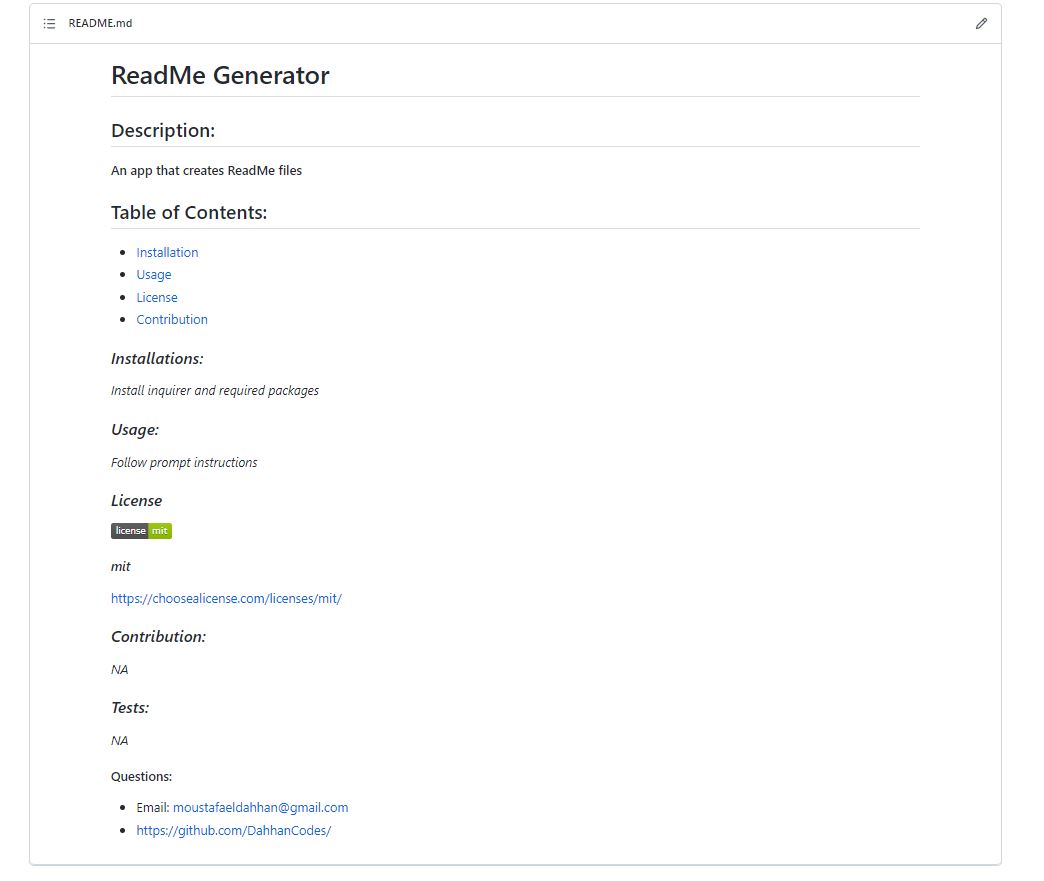 README.md
ReadMe Generator
Description:
An app that creates ReadMe files
Table of Contents:
Installation
Usage
License
Contribution
Installations:
Install inquirer and required packages
Usage:
Follow prompt instructions
License
license mit
mit
https://choosealicense.com/licenses/mit/
Contribution:
NA
Tests:
NA
Questions:
Email: moustafaeldahhan@gmail.com
https://github.com/DahhanCodes/